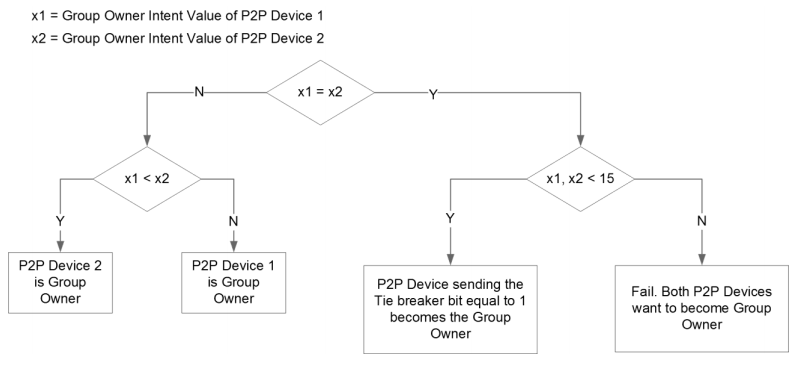 x1 = Group Owner Intent Value of P2P Device 1
x2 = Group Owner Intent Value of P2P Device 2
x1 = x2
N
Y
x1 < x2
x1, x2 < 15
Y
N
Y
N
P2P Device 2
is Group
Owner
P2P Device 1
is Group
Owner
P2P Device sending the
Tie breaker bit equal to 1
becomes the Group
Owner
Fail. Both P2P Devices
want to become Group
Owner